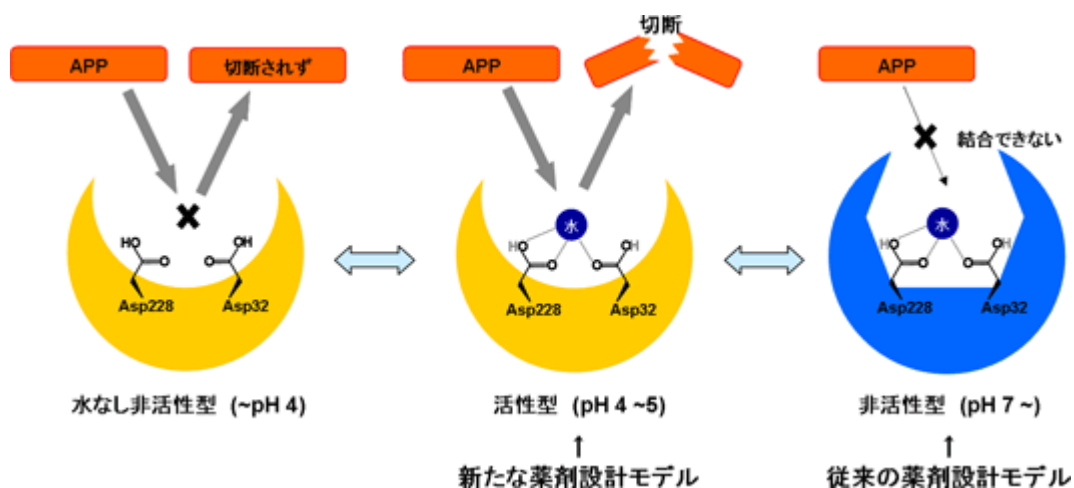 切断
APP
切断されず
APP
APP
結合できない
水
水
HO
O
O
OH
HO
O
O
OH
HO
O
O
OH
Asp228
Asp32
Asp228
Asp32
Asp228
Asp32
水なし非活性型 (~pH 4)
活性型 (pH 4 ~5)
非活性型 (pH 7 ~)
↑
↑
新たな薬剤設計モデル
従来の薬剤設計モデル